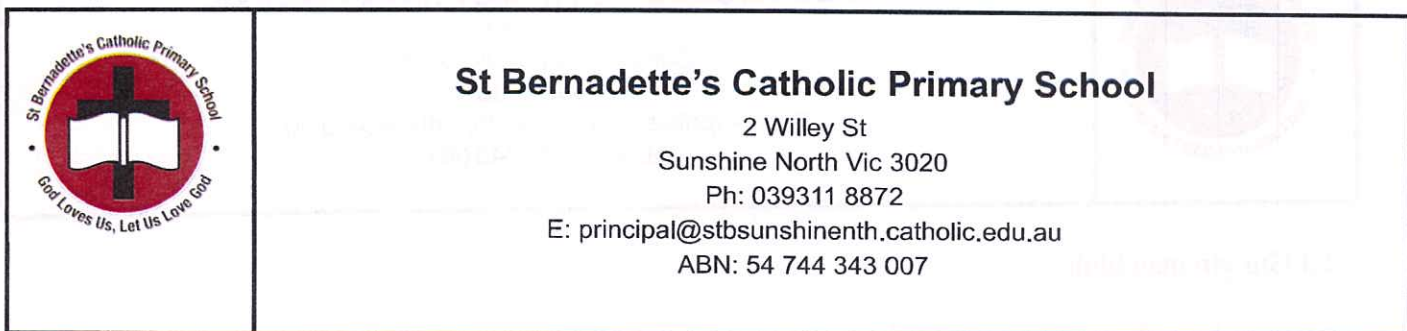 St Bernadette's Catholic Primary School
God Loves Us, Let Us Love God
St Bernadette's Catholic Primary School
2 Willey St
Sunshine North Vic 3020
Ph: 039311 8872
E: principal@stbsunshinenth.catholic.edu.au
ABN: 54 744 343 007